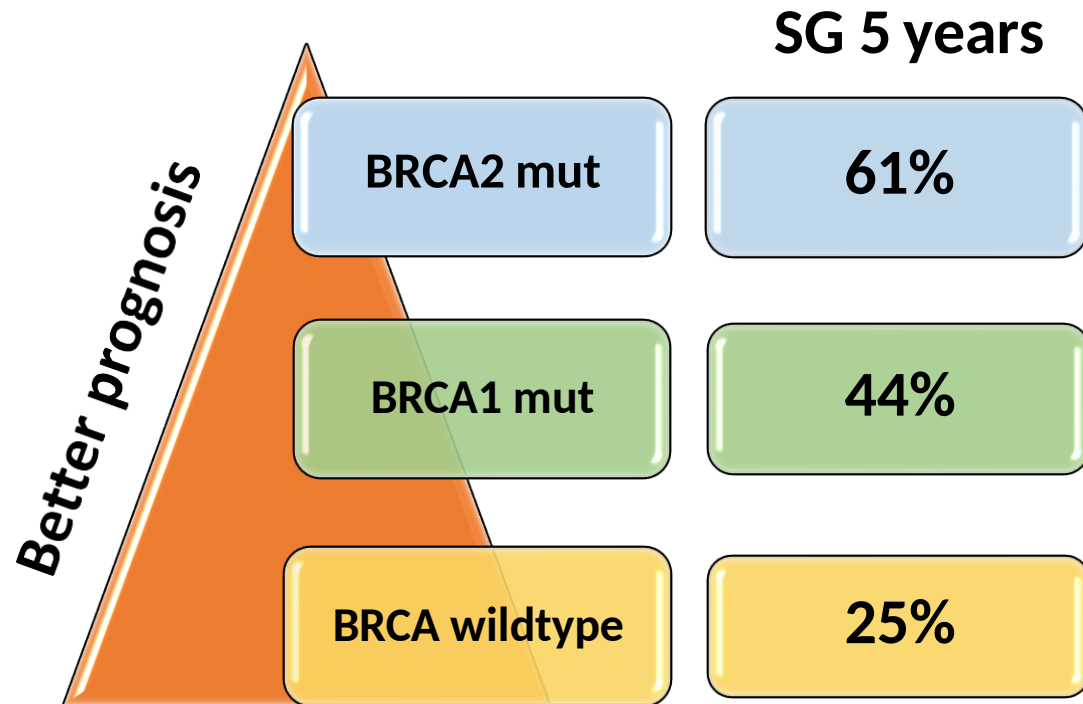 SG 5 years
Better prognosis
BRCA2 mut
61%
BRCA1 mut
44%
BRCA wildtype
25%